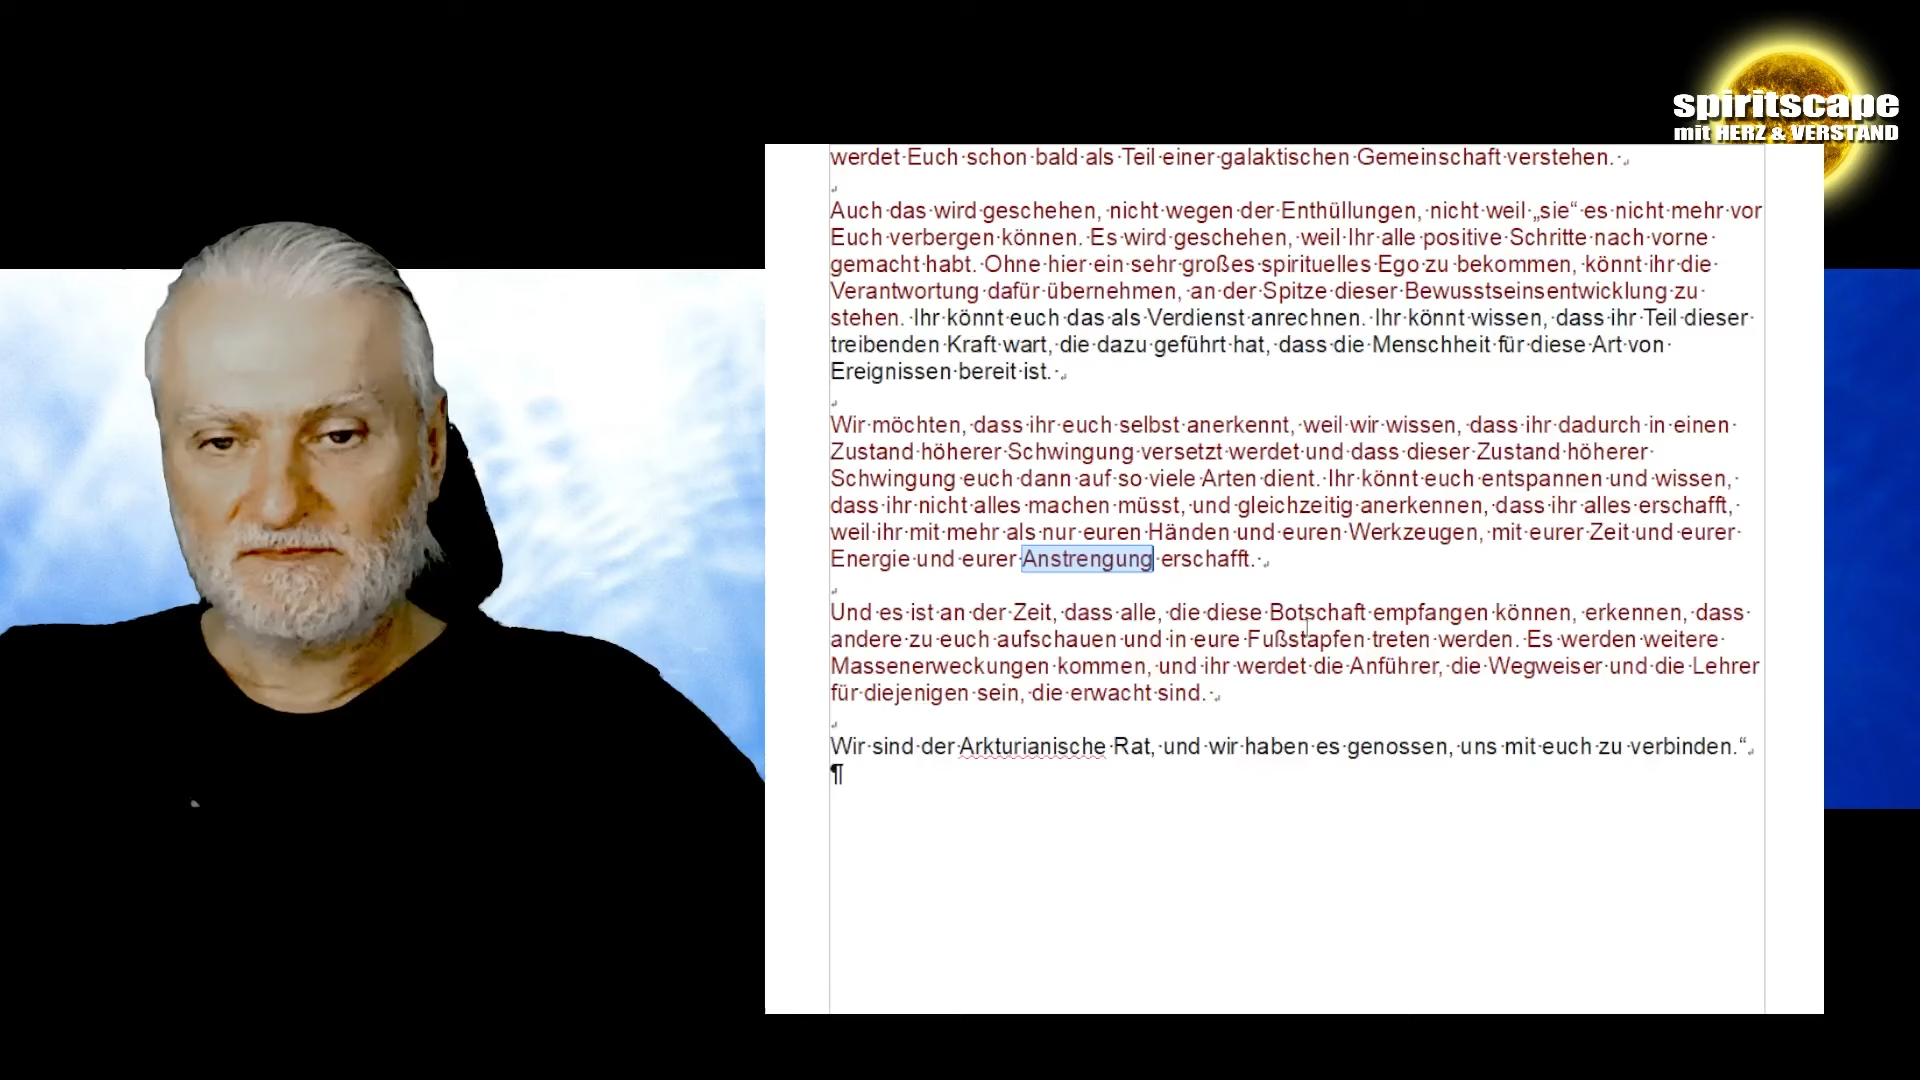 spiritscape
mit HERZ & VERSTAND
werdet Euch schon bald als Teil einer galaktischen Gemeinschaft verstehen.
Auch das wird geschehen, nicht wegen der Enthüllungen, nicht weil „sie“ es nicht mehr vor
Euch verbergen können. Es wird geschehen, weil Ihr alle positive Schritte nach vorne
gemacht habt. Ohne hier ein sehr großes spirituelles Ego zu bekommen, könnt ihr die
Verantwortung dafür übernehmen, an der Spitze dieser Bewusstseinsentwicklung zu
stehen. Ihr könnt euch das als Verdienst anrechnen. Ihr könnt wissen, dass ihr Teil dieser
treibenden Kraft wart, die dazu geführt hat, dass die Menschheit für diese Art von
Ereignissen bereit ist.
Wir möchten, dass ihr euch selbst anerkennt, weil wir wissen, dass ihr dadurch in einen
Zustand höherer Schwingung versetzt werdet und dass dieser Zustand höherer
Schwingung euch dann auf so viele Arten dient. Ihr könnt euch entspannen und wissen,
dass ihr nicht alles machen müsst, und gleichzeitig anerkennen, dass ihr alles erschafft,
weil ihr mit mehr als nur euren Händen und euren Werkzeugen, mit eurer Zeit und eurer
Energie und eurer Anstrengung erschafft.
Und es ist an der Zeit, dass alle, die diese Botschaft empfangen können, erkennen, dass
andere zu euch aufschauen und in eure Fußstapfen treten werden. Es werden weitere
Massenerweckungen kommen, und ihr werdet die Anführer, die Wegweiser und die Lehrer
für diejenigen sein, die erwacht sind.
Wir sind der Arkturianische Rat, und wir haben es genossen, uns mit euch zu verbinden.“
¶